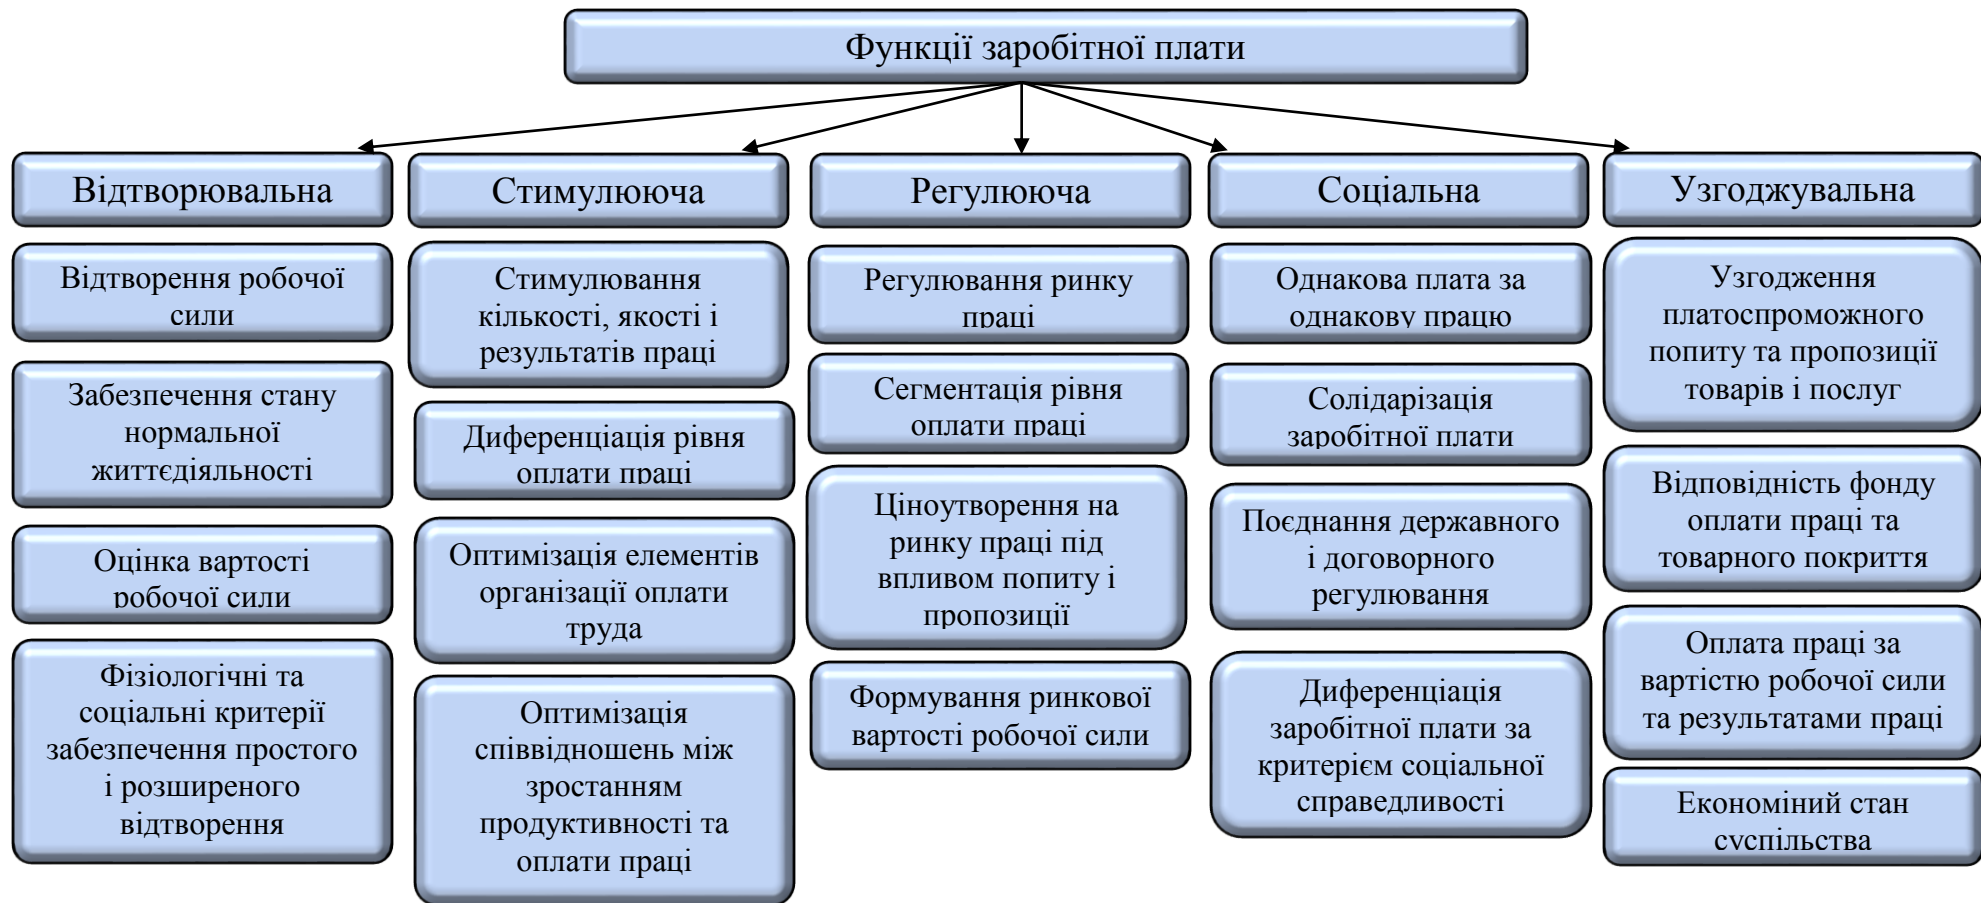 Функції заробітної плати
Відтворювальна
Відтворення робочої
сили
Забезпечення стану
нормальної
життєдіяльності
Оцінка вартості
робочої сили
Фізіологічні та
соціальні критерії
забезпечення простого
і розширеного
відтворення
Стимулююча
Стимулювання
кількості, якості і
результатів праці
Диференціація рівня
оплати праці
Оптимізація елементів
організації оплати
труда
Оптимізація
співвідношень між
зростанням
продуктивності та
оплати праці
Регулююча
Регулювання ринку
праці
Сегментація рівня
оплати праці
Ціноутворення на
ринку праці під
впливом попиту і
пропозиції
Формування ринкової
вартості робочої сили
Соціальна
Однакова плата за
однакову працю
Солідарізація
заробітної плати
Поєднання державного
і договорного
регулювання
Диференціація
заробітної плати за
критерієм соціальної
справедливості
Узгоджувальна
Узгодження
платоспроможного
попиту та пропозиції
товарів і послуг
Відповідність фонду
оплати праці та
товарного покриття
Оплата праці за
вартістю робочої сили
та результатами праці
Економіний стан
суспільства